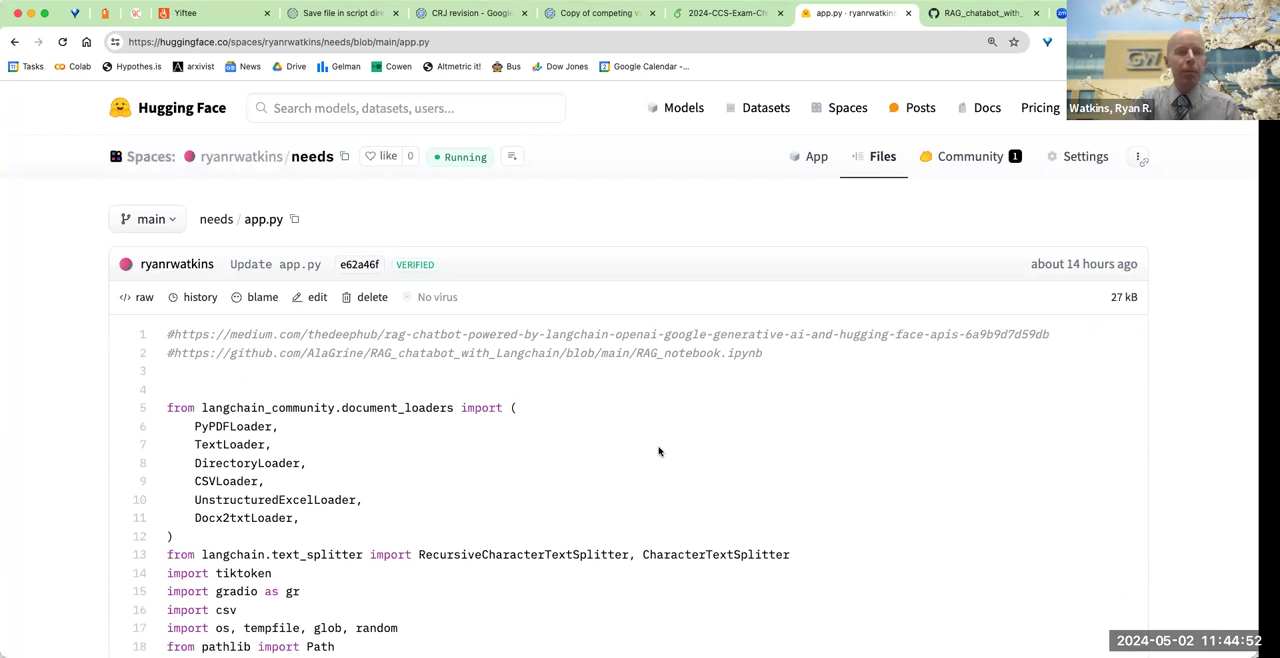 Yiftee
Save file in script dire
CRJ revision - Google
Copy of competing v
2024-CCS-Exam-Ch
app.py · ryanrwatkins
RAG_chatabot_with_
https://huggingface.co/spaces/ryanrwatkins/needs/blob/main/app.py
Tasks
Colab
Hypothes.is
arxivist
News
Drive
Gelman
Cowen
Altmetric it!
Bus
Dow Jones
Google Calendar -...
GW
Watkins, Ryan R.
Hugging Face
Search models, datasets, users...
Models
Datasets
Spaces
Posts
Docs
Pricing
Spaces:
ryanrwatkins/needs
like
0
Running
App
Files
Community
1
Settings
main
needs / app.py
ryanrwatkins
Update app.py
e62a46f
VERIFIED
about 14 hours ago
raw
history
blame
edit
delete
No virus
27 kB
1 #https://medium.com/thedeephub/rag-chatbot-powered-by-langchain-openai-google-generative-ai-and-hugging-face-apis-6a9b9d7d59db
2 #https://github.com/AlaGrine/RAG_chatabot_with_Langchain/blob/main/RAG_notebook.ipynb
3
4
5 from langchain_community.document_loaders import (
6 PyPDFLoader,
7 TextLoader,
8 DirectoryLoader,
9 CSVLoader,
10 UnstructuredExcelLoader,
11 Docx2txtLoader,
12 )
13 from langchain.text_splitter import RecursiveCharacterTextSplitter, CharacterTextSplitter
14 import tiktoken
15 import gradio as gr
16 import csv
17 import os, tempfile, glob, random
18 from pathlib import Path
2024-05-02 11:44:52